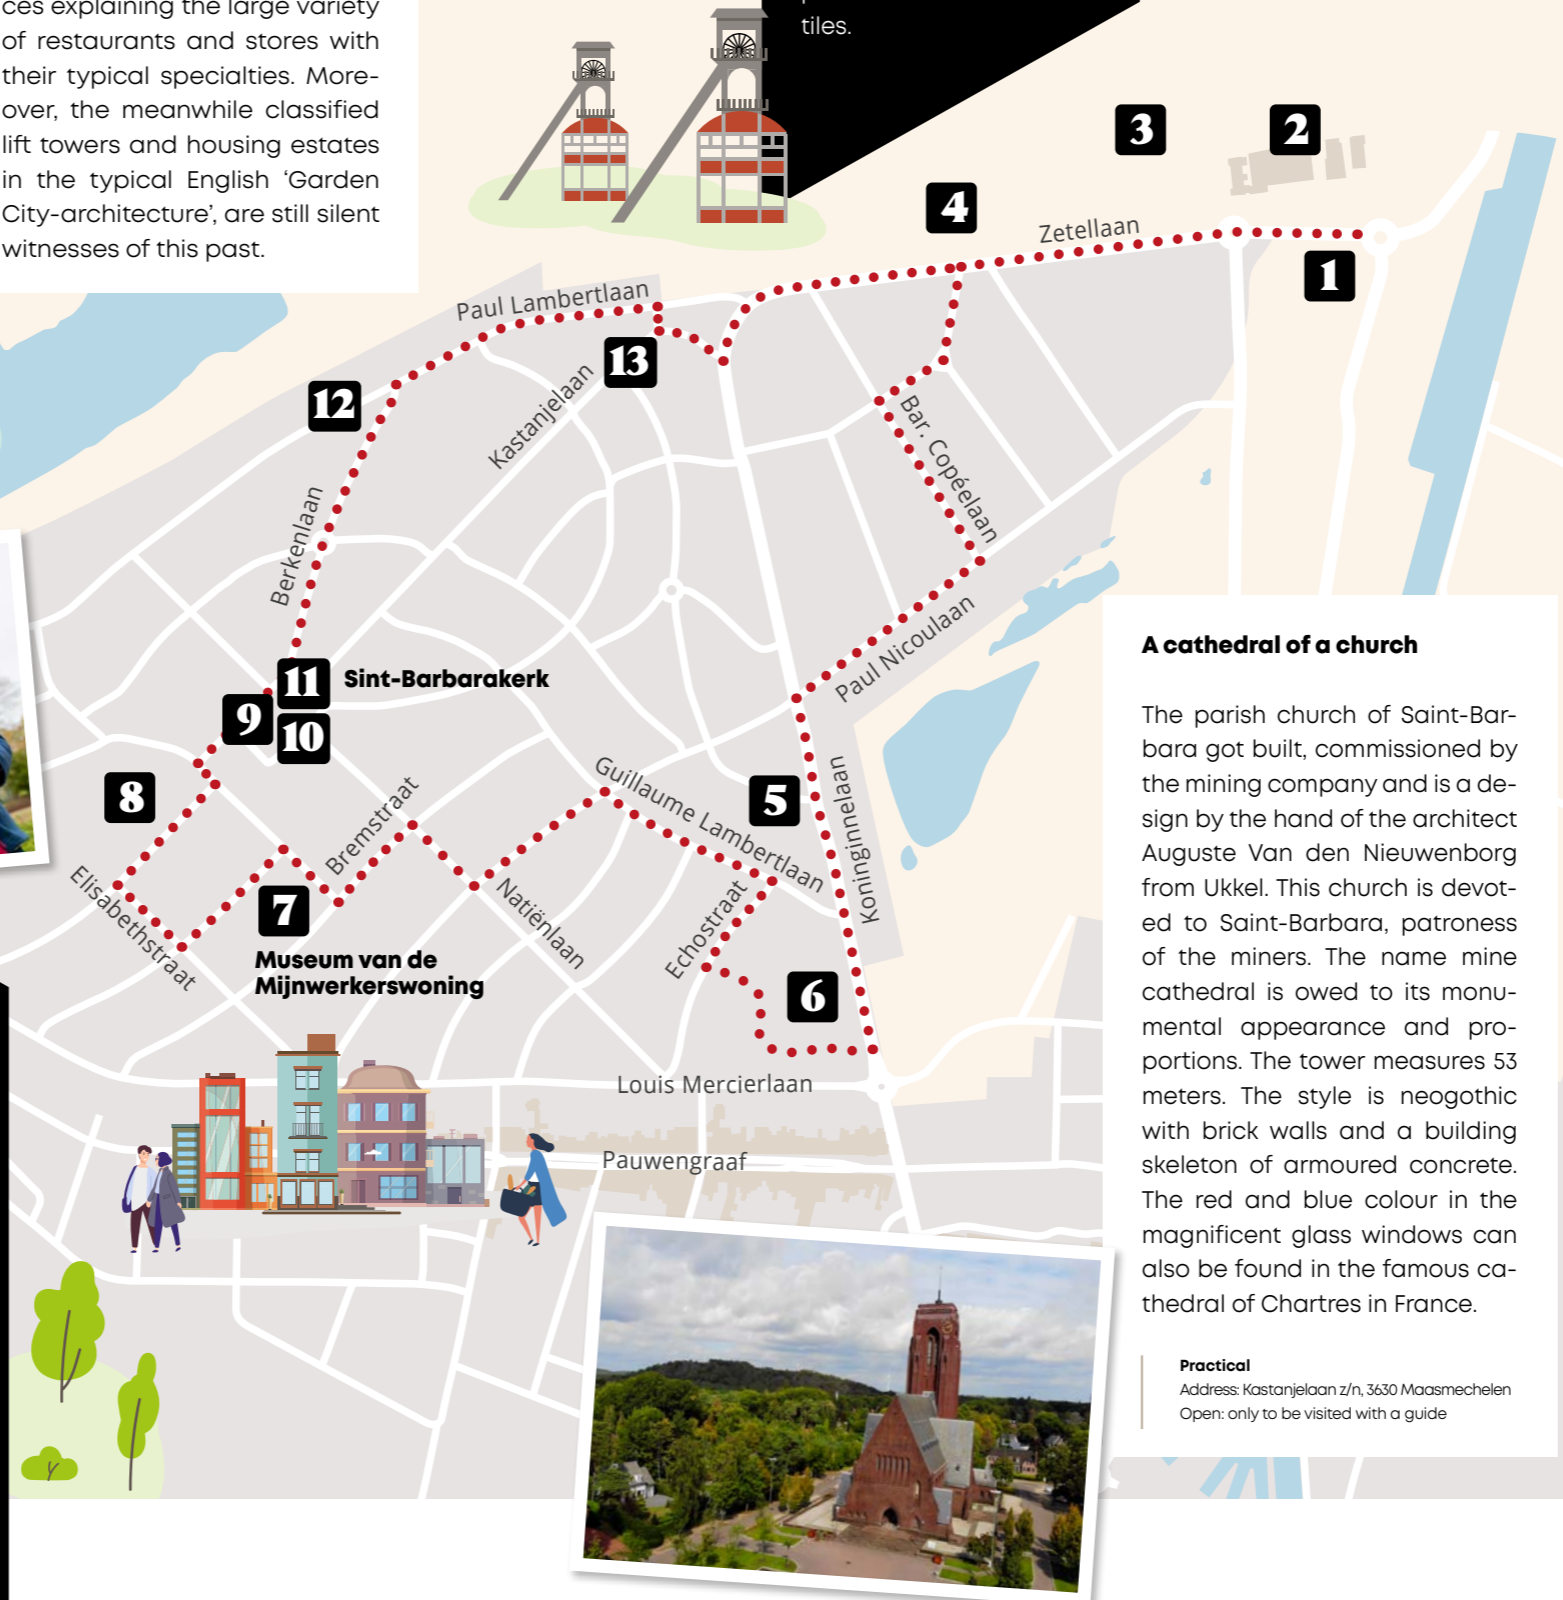 ces explaining the large variety
of restaurants and stores with
their typical specialties. More-
over, the meanwhile classified
lift towers and housing estates
in the typical English ‘Garden
City-architecture’, are still silent
witnesses of this past.
tiles.
3
2
4
Zetellaan
1
Paul Lambertlaan
13
12
Kastanjelaan
Bar. Copéelaan
Berkenlaan
Paul Nicoulaan
11
Sint-Barbarakerk
9
10
8
5
Guillaume Lambertlaan
Koninginnelaan
Bremstraat
Elisabethstraat
7
Natiënlaan
Echostraat
6
Museum van de
Mijnwerkerswoning
Louis Mercierlaan
Pauwengraaf
A cathedral of a church
The parish church of Saint-Bar-
bara got built, commissioned by
the mining company and is a de-
sign by the hand of the architect
Auguste Van den Nieuwenborg
from Ukkel. This church is devot-
ed to Saint-Barbara, patroness
of the miners. The name mine
cathedral is owed to its monu-
mental appearance and pro-
portions. The tower measures 53
meters. The style is neogothic
with brick walls and a building
skeleton of armoured concrete.
The red and blue colour in the
magnificent glass windows can
also be found in the famous ca-
thedral of Chartres in France.
Practical
Address: Kastanjelaan z/n, 3630 Maasmechelen
Open: only to be visited with a guide